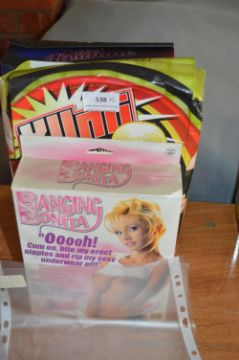 538
BANGING
BONITA
BANGING
BONITA
"Ooooh!
Cum on, bite my erect
nipples and rip my sexy
underwear off"